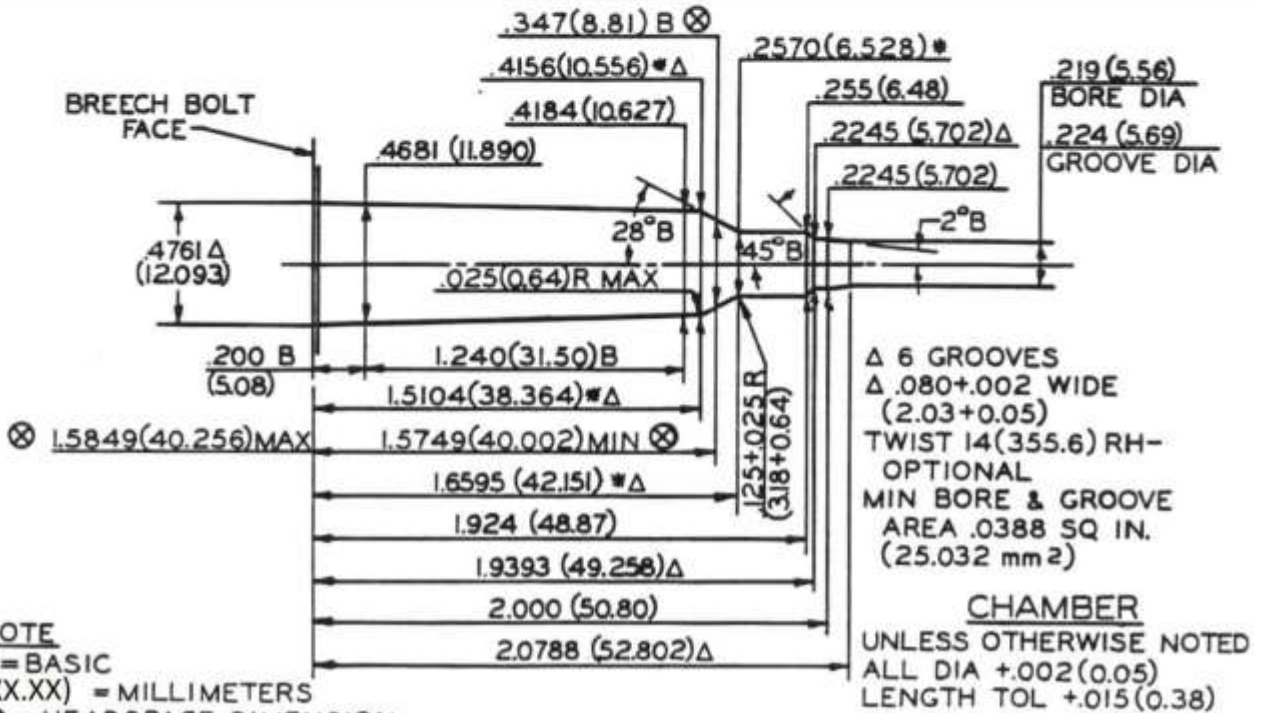 .347(8.81) B ⊗
.2570(6.528)*
.4156(10.556)*Δ
.219(5.56)
BORE DIA
.255(6.48)
BREECH BOLT
FACE
.4184(10.627)
.2245(5.702)Δ
.224(5.69)
GROOVE DIA
.4681(11.890)
.2245(5.702)
2°B
28°B
45°B
.4761Δ
(12.093)
.025(0.64)R MAX
.200 B
(5.08)
1.240(31.50)B
1.5104(38.364)*Δ
⊗ 1.5849(40.256)MAX
1.5749(40.002)MIN ⊗
.125+.025 R
(3.18+0.64)
1.6595(42.151)*Δ
1.924(48.87)
1.9393(49.258)Δ
2.000(50.80)
2.0788(52.802)Δ
Δ 6 GROOVES
Δ .080+.002 WIDE
(2.03+0.05)
TWIST 14(355.6) RH-
OPTIONAL
MIN BORE & GROOVE
AREA .0388 SQ IN.
(25.032 mm2)
CHAMBER
UNLESS OTHERWISE NOTED
ALL DIA +.002(0.05)
LENGTH TOL +.015(0.38)
OTE
=BASIC
X.XX) =MILLIMETERS